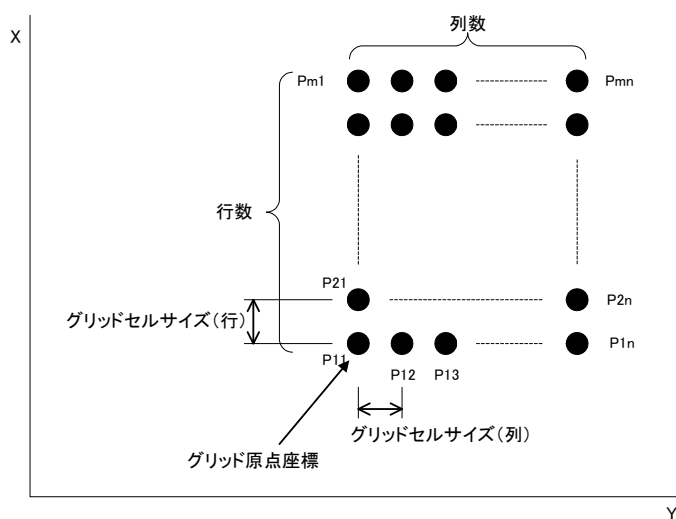 列数
X
Pm1
Pmn
行数
P21
P2n
グリッドセルサイズ(行)
P11
P1n
P12
P13
グリッドセルサイズ(列)
グリッド原点座標
Y